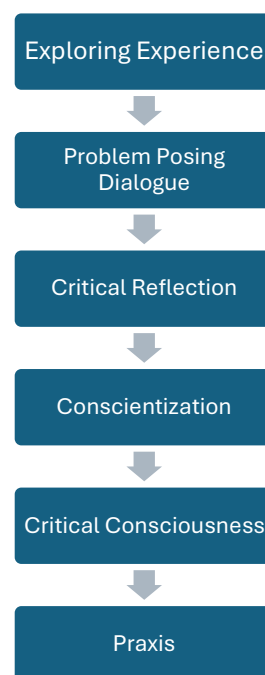 Exploring Experience
Problem Posing
Dialogue
Critical Reflection
Conscientization
Critical Consciousness
Praxis